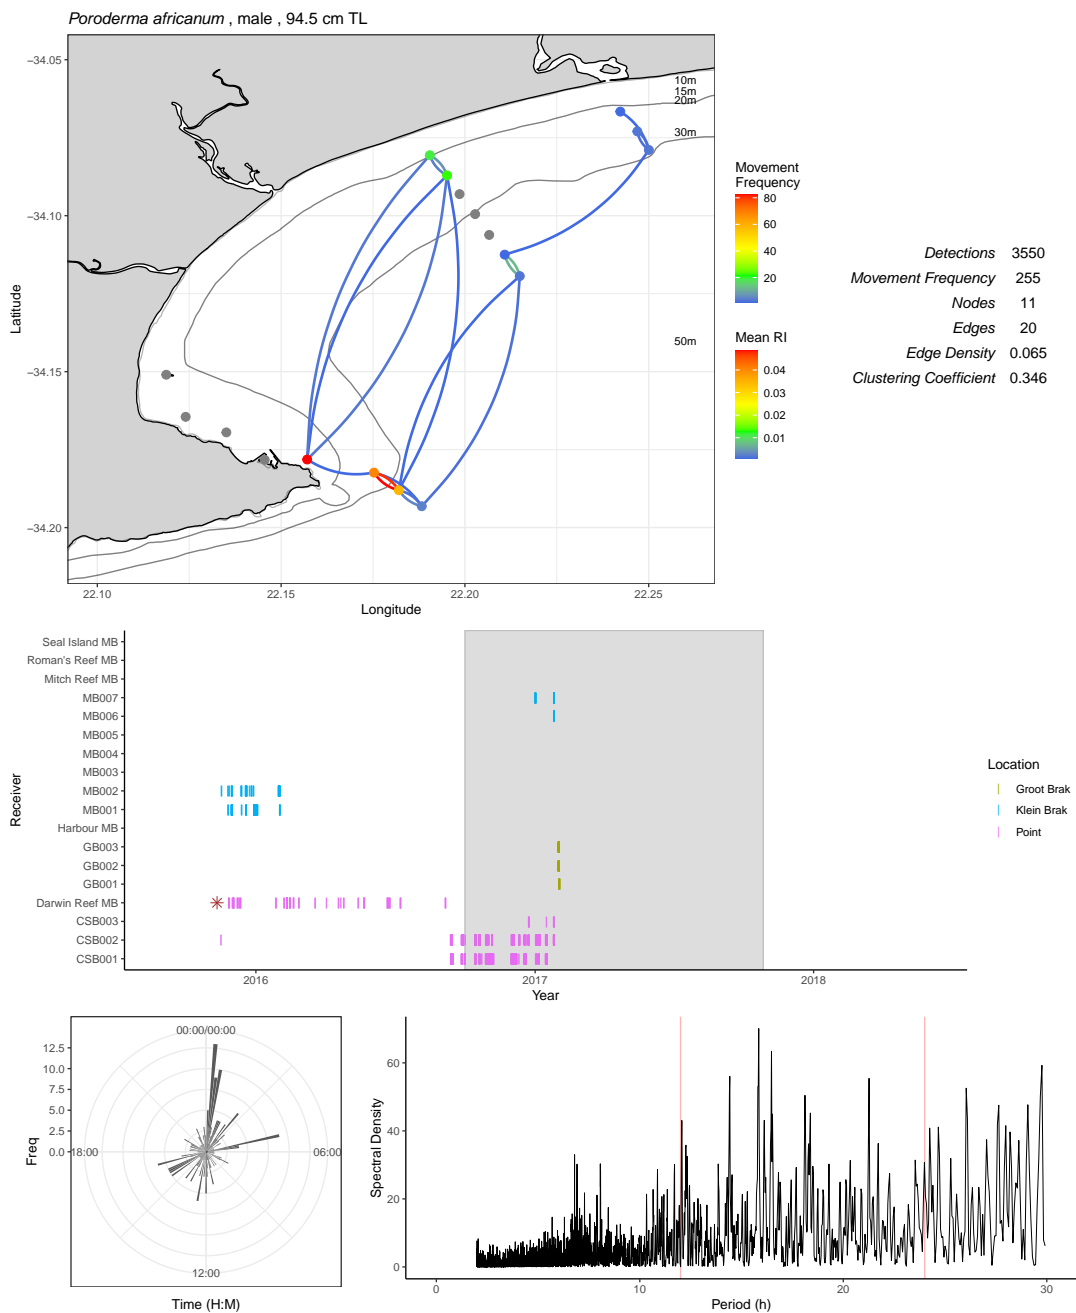 Poroderma africanum , male , 94.5 cm TL
−34.05
−34.10
−34.15
−34.20
Latitude
10m
15m
20m
30m
50m
22.10
22.15
22.20
22.25
Longitude
Movement
Frequency
80
60
40
20
Mean RI
0.04
0.03
0.02
0.01
Detections 3550
Movement Frequency 255
Nodes 11
Edges 20
Edge Density 0.065
Clustering Coefficient 0.346
Receiver
Seal Island MB
Roman's Reef MB
Mitch Reef MB
MB007
MB006
MB005
MB004
MB003
MB002
MB001
Harbour MB
GB003
GB002
GB001
Darwin Reef MB
CSB003
CSB002
CSB001
2016
2017
2018
Year
Location
Groot Brak
Klein Brak
Point
Freq
12.5
10.0
7.5
5.0
2.5
0.0
00:00/00:00
06:00
12:00
18:00
Time (H:M)
Spectral Density
60
40
20
0
0
10
20
30
Period (h)